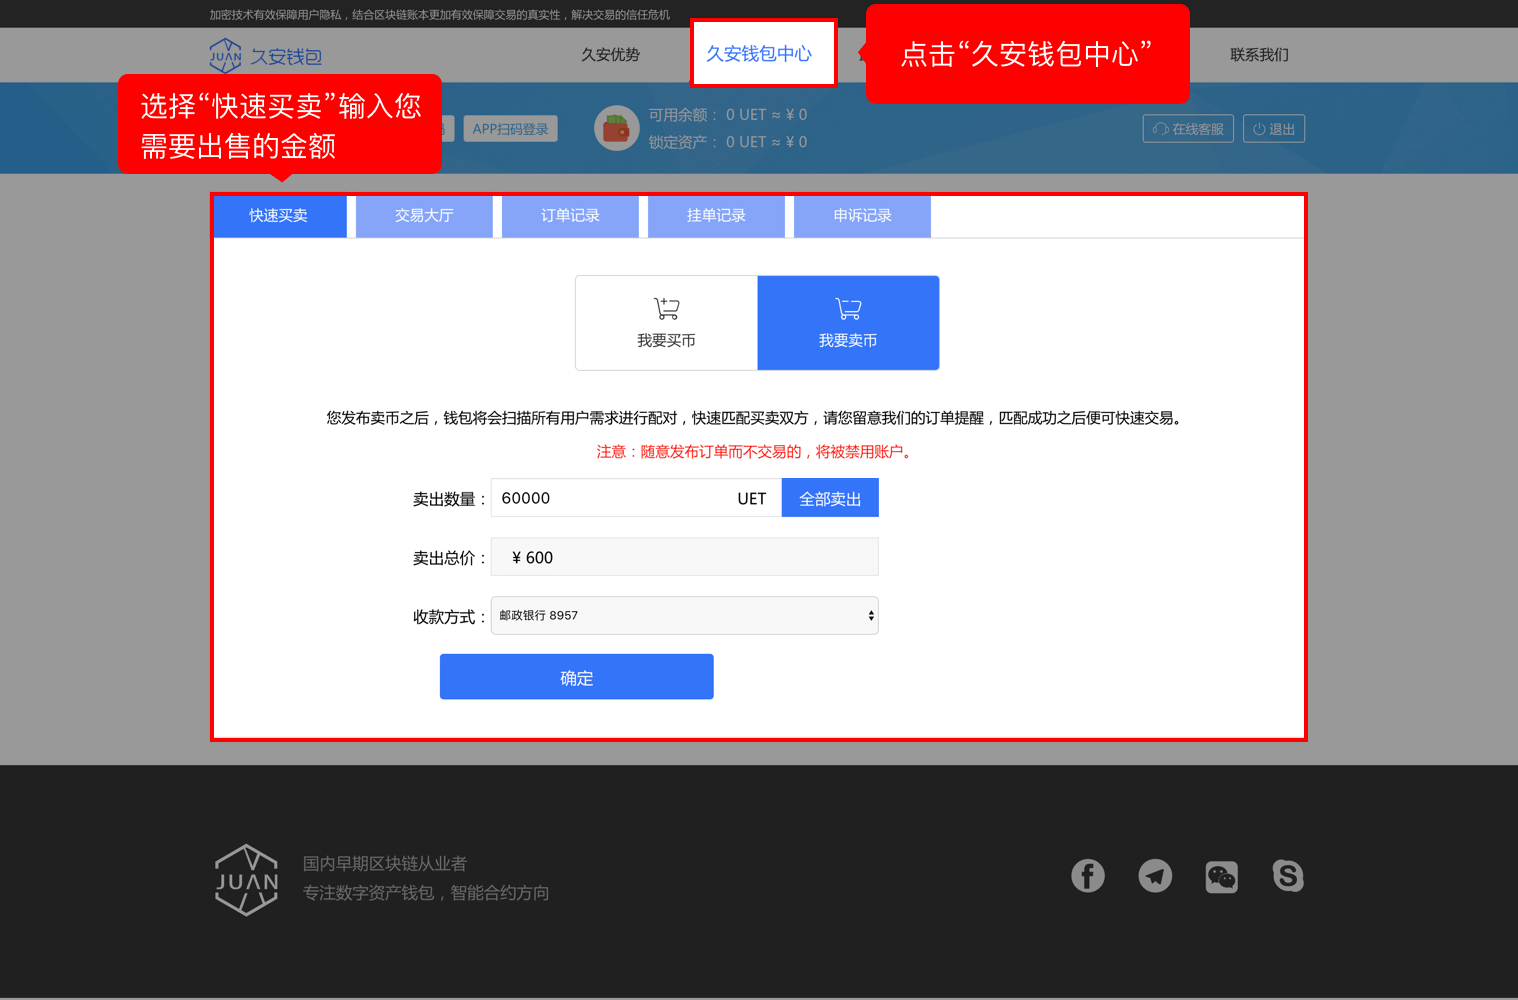 加密技术有效保障用户隐私，结合区块链账本更加有效保障交易的真实性，解决交易的信任危机
JUAN 久安钱包
久安优势
久安钱包中心
点击“久安钱包中心”
联系我们
选择“快速买卖”输入您
需要出售的金额
APP扫码登录
可用余额： 0 UET ≈ ¥ 0
锁定资产： 0 UET ≈ ¥ 0
在线客服
退出
快速买卖
交易大厅
订单记录
挂单记录
申诉记录
我要买币
我要卖币
您发布卖币之后，钱包将会扫描所有用户需求进行配对，快速匹配买卖双方，请您留意我们的订单提醒，匹配成功之后便可快速交易。
注意：随意发布订单而不交易的，将被禁用账户。
卖出数量： 60000 UET 全部卖出
卖出总价： ¥ 600
收款方式： 邮政银行 8957
确定
JUAN
国内早期区块链从业者
专注数字资产钱包，智能合约方向